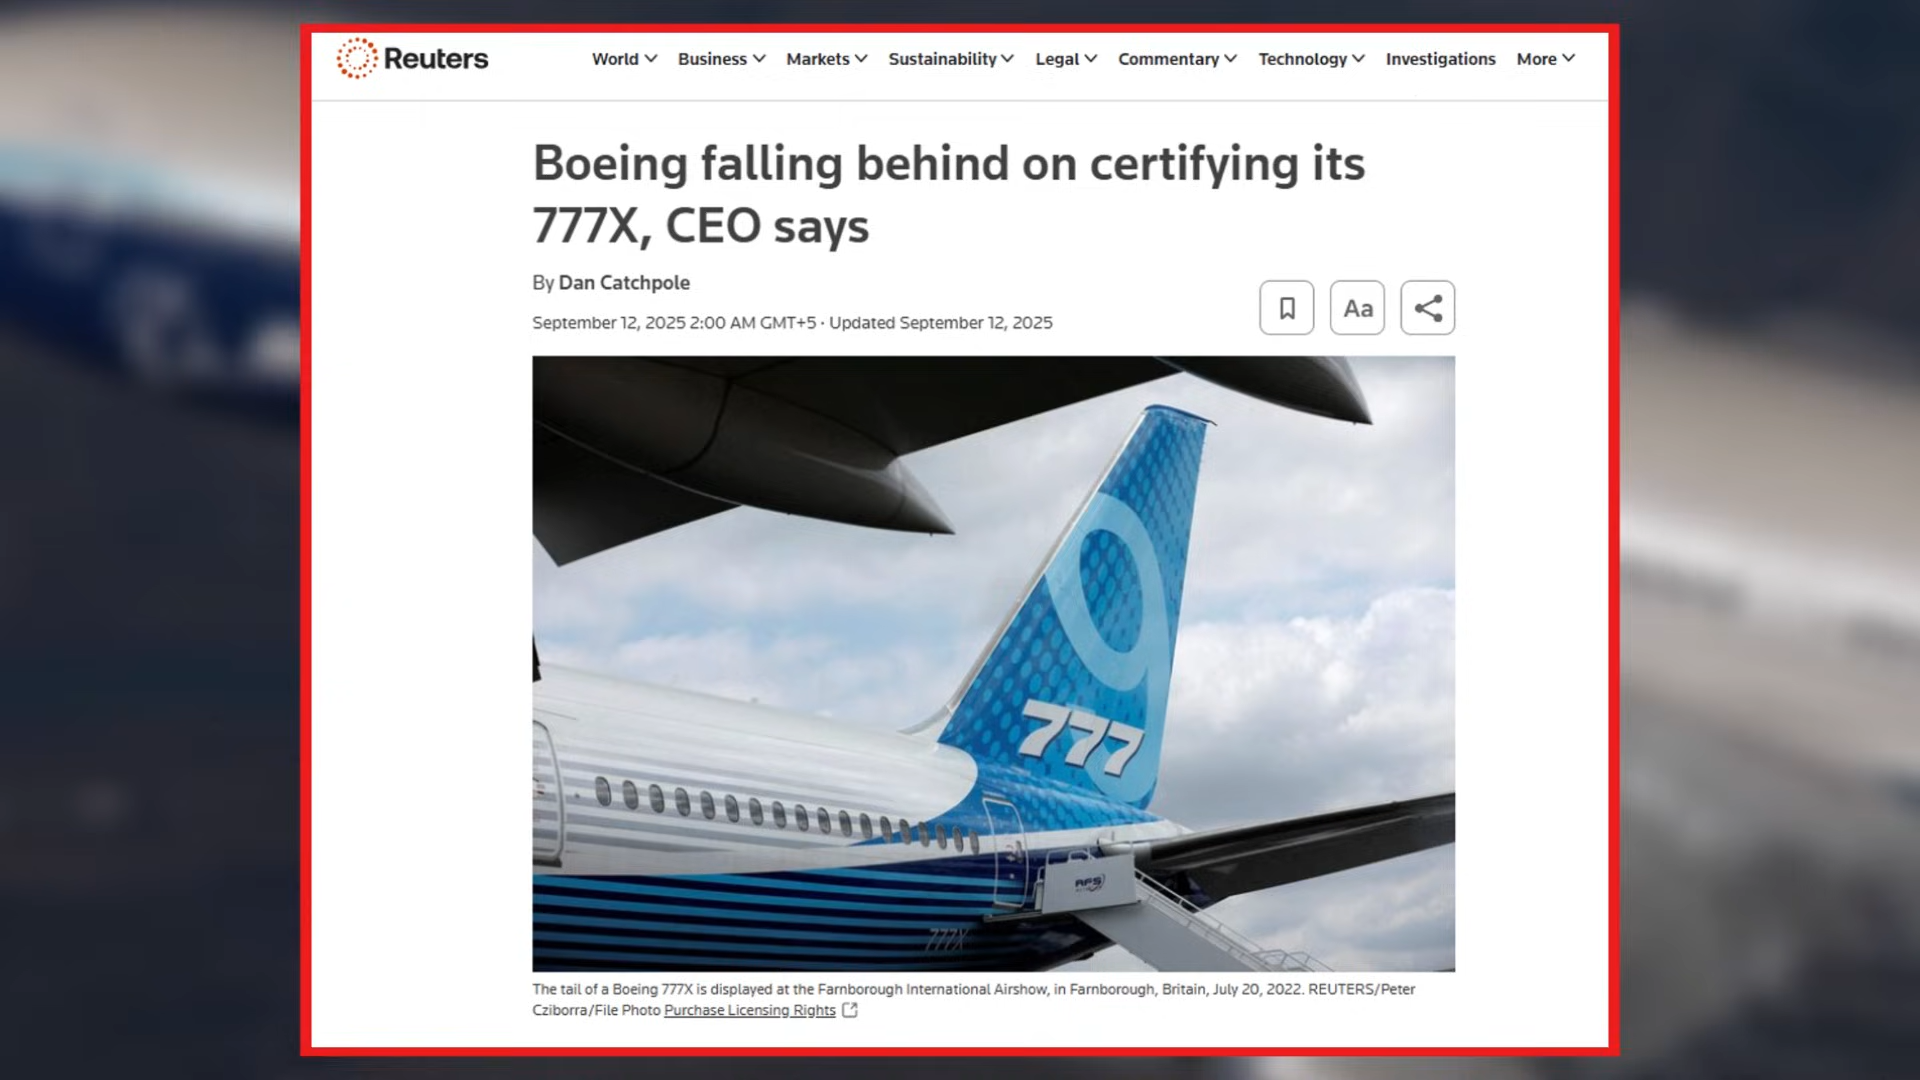 Reuters
World Business Markets Sustainability Legal Commentary Technology Investigations More
Boeing falling behind on certifying its
777X, CEO says
By Dan Catchpole
September 12, 2025 2:00 AM GMT+5 · Updated September 12, 2025
Aa
9
777
AFS
777X
The tail of a Boeing 777X is displayed at the Farnborough International Airshow, in Farnborough, Britain, July 20, 2022. REUTERS/Peter
Cziborra/File Photo Purchase Licensing Rights